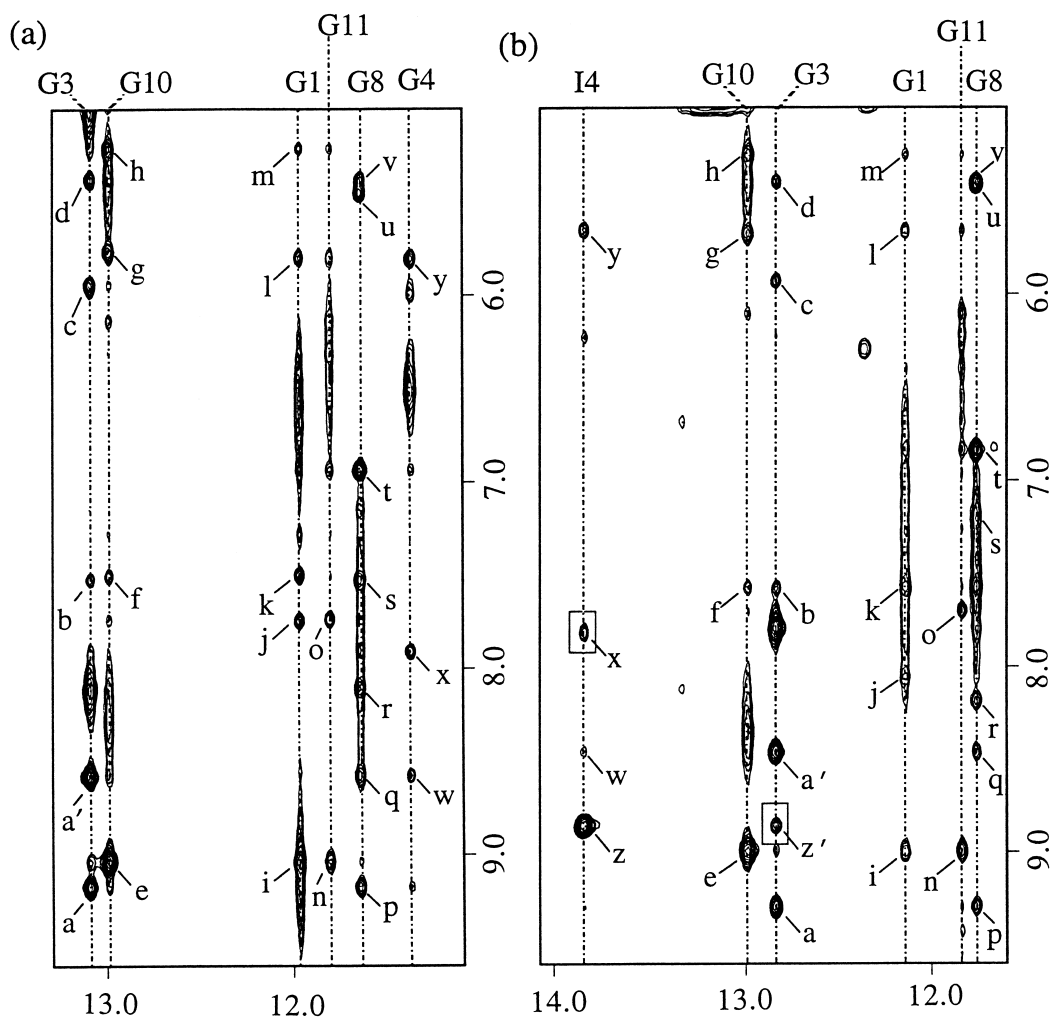 (a)
G11
G3 G10 G1 G8 G4
h
d
m
v
u
g
l
y
c
6.0
t
7.0
b
f
k
s
j
o
x
8.0
r
a'
q
w
e
i
n
9.0
a
p
13.0 12.0
(b)
G11
I4 G10 G3 G1 G8
h
m
v
d
u
y
g
l
c
6.0
t
7.0
s
f
b
k
x
o
j
8.0
r
w
a'
q
z
e
z'
i
n
9.0
a
p
14.0 13.0 12.0